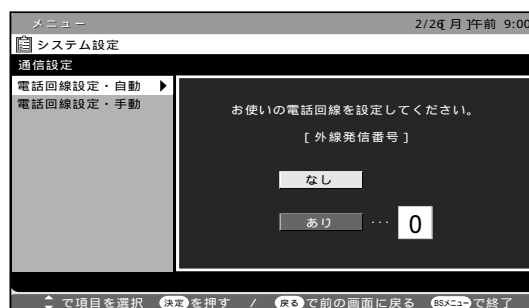 メニュー 2/26[月]午前 9:00
システム設定
通信設定
電話回線設定・自動
電話回線設定・手動
お使いの電話回線を設定してください。
[外線発信番号]
なし
あり ··· 0
で項目を選択 決定を押す / 戻るで前の画面に戻る BSメニューで終了